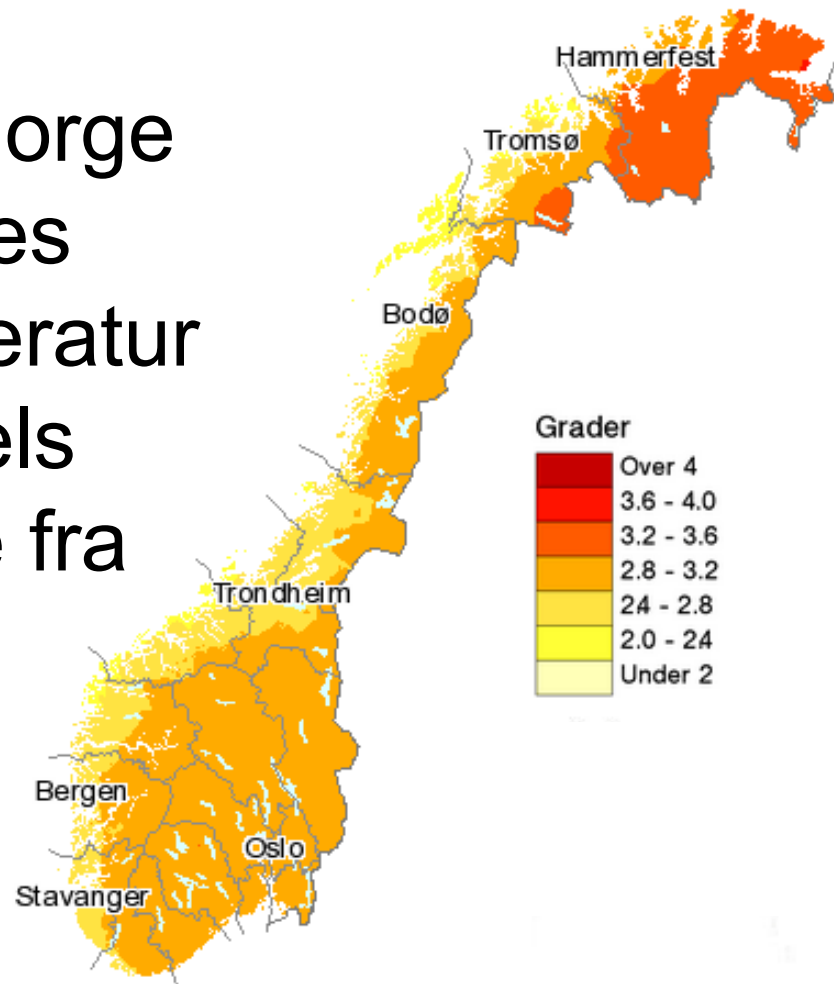 orge
es
eratur
els
e fra
Hammerfest
Tromsø
Bodø
Trondheim
Bergen
Oslo
Stavanger
Grader
Over 4
3.6 - 4.0
3.2 - 3.6
2.8 - 3.2
24 - 2.8
2.0 - 24
Under 2